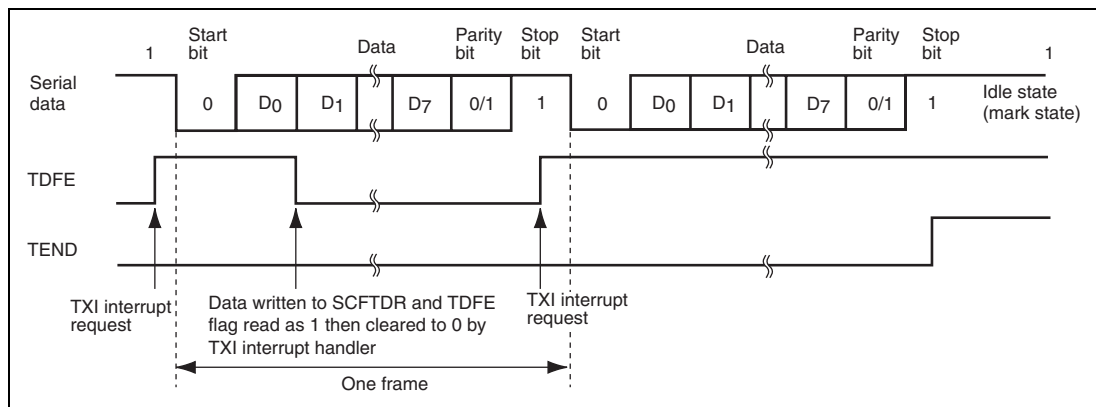 1
Start
bit
Data
Parity
bit
Stop
bit
Start
bit
Data
Parity
bit
Stop
bit
1
Serial
data
0 D0 D1 D7 0/1 1 0 D0 D1 D7 0/1 1
Idle state
(mark state)
TDFE
TEND
TXI interrupt
request
Data written to SCFTDR and TDFE
flag read as 1 then cleared to 0 by
TXI interrupt handler
TXI interrupt
request
One frame